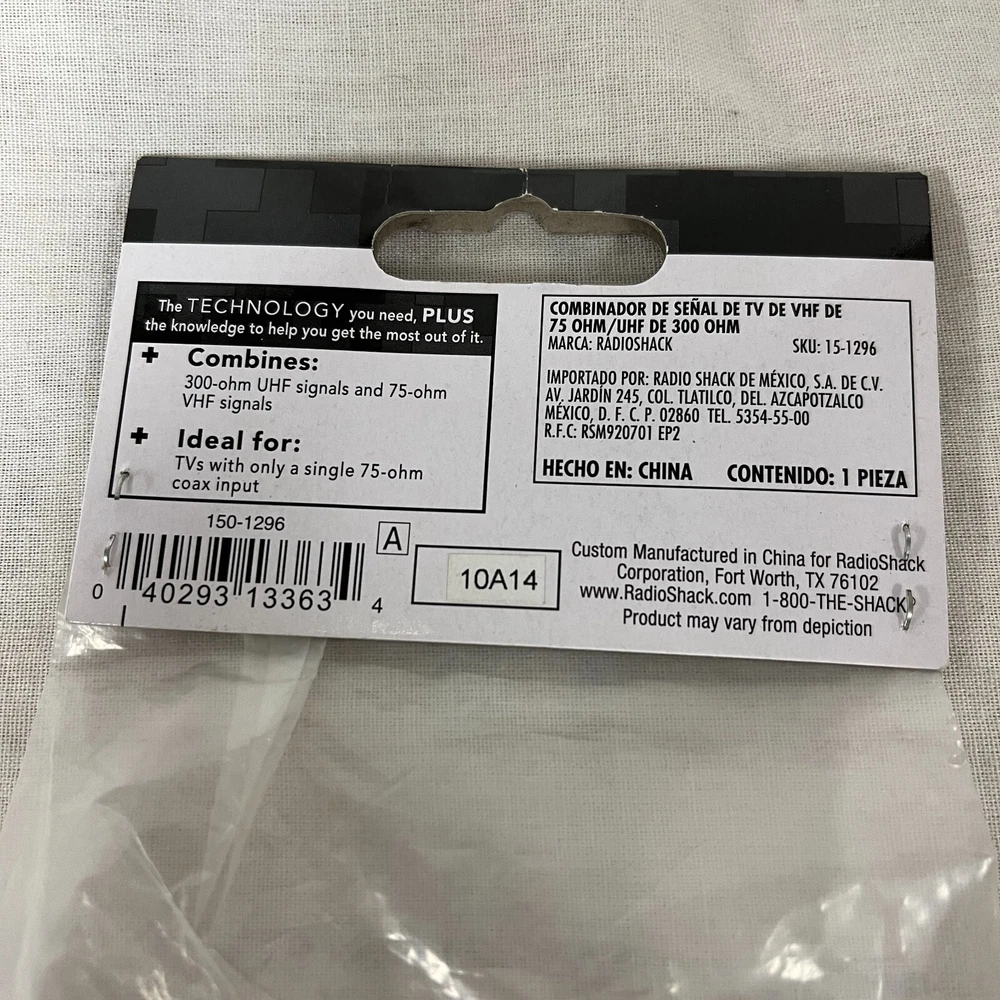 The TECHNOLOGY you need, PLUS
the knowledge to help you get the most out of it.
+ Combines:
300-ohm UHF signals and 75-ohm
VHF signals
+ Ideal for:
TVs with only a single 75-ohm
coax input
COMBINADOR DE SEÑAL DE TV DE VHF DE
75 OHM/UHF DE 300 OHM
MARCA: RADIOSHACK SKU: 15-1296
IMPORTADO POR: RADIO SHACK DE MÉXICO, S.A. DE C.V.
AV. JARDÍN 245, COL. TLATILCO, DEL. AZCAPOTZALCO
MÉXICO, D. F. C. P. 02860 TEL. 5354-55-00
R.F.C: RSM920701 EP2
HECHO EN: CHINA CONTENIDO: 1 PIEZA
150-1296
0 40293 13363 4
A
10A14
Custom Manufactured in China for RadioShack
Corporation, Fort Worth, TX 76102
www.RadioShack.com 1-800-THE-SHACK
Product may vary from depiction